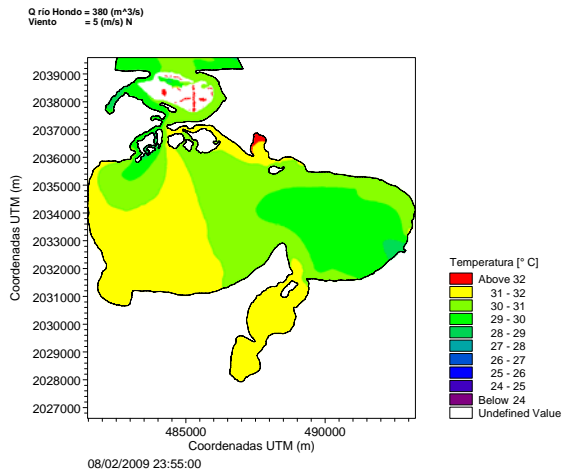 Q río Hondo = 380 (m^3/s)
Viento = 5 (m/s) N
2039000
2038000
2037000
2036000
2035000
2034000
2033000
2032000
2031000
2030000
2029000
2028000
2027000
Coordenadas UTM (m)
485000 490000
Coordenadas UTM (m)
08/02/2009 23:55:00
Temperatura [° C]
Above 32
31 - 32
30 - 31
29 - 30
28 - 29
27 - 28
26 - 27
25 - 26
24 - 25
Below 24
Undefined Value